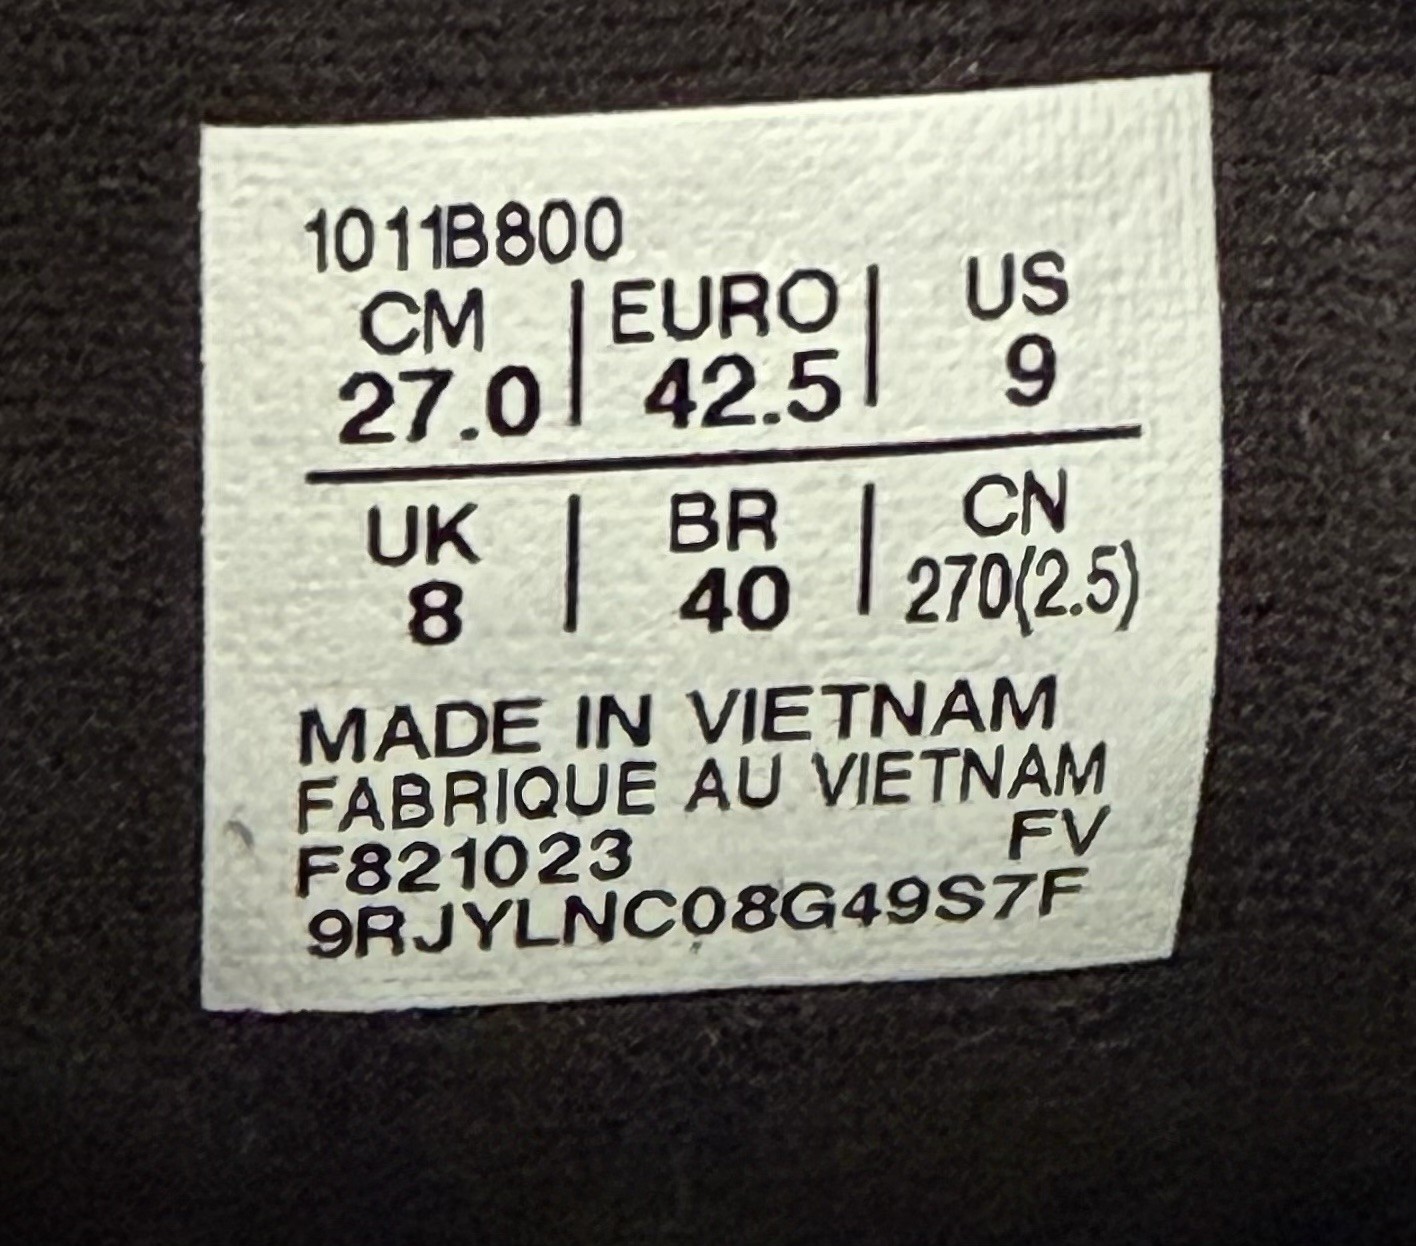 1011B800
CM | EURO | US
27.0 | 42.5 | 9
UK | BR | CN
8 | 40 | 270(2.5)
MADE IN VIETNAM
FABRIQUE AU VIETNAM
F821023 FV
9RJYLNC08G49S7F